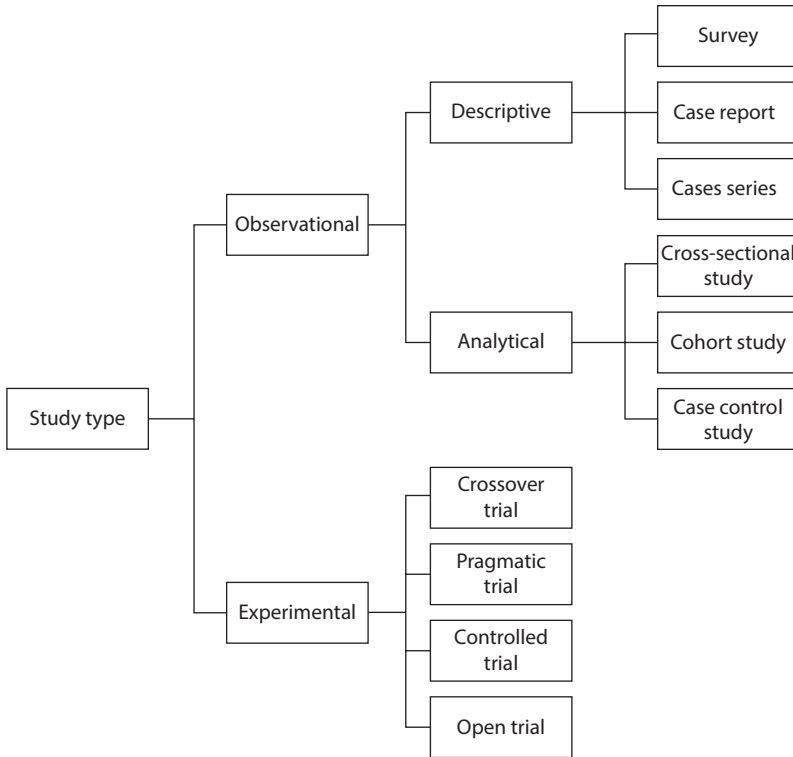 Study type
Observational
Descriptive
Survey
Case report
Cases series
Analytical
Cross-sectional
study
Cohort study
Case control
study
Experimental
Crossover
trial
Pragmatic
trial
Controlled
trial
Open trial